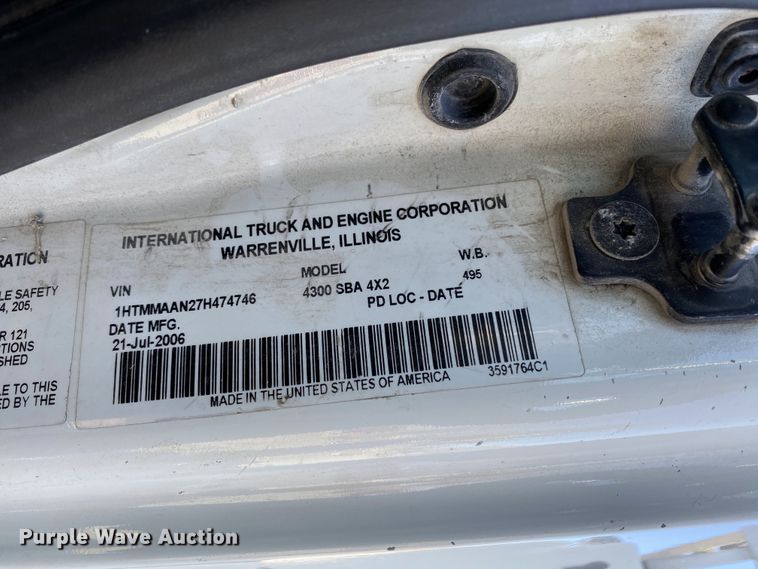 RATION
LE SAFETY
4, 205,
R 121
CTIONS
SHED
LE TO THIS
ED BY THE
INTERNATIONAL TRUCK AND ENGINE CORPORATION
WARRENVILLE, ILLINOIS
VIN MODEL W.B.
1HTMMAAN27H474746 4300 SBA 4X2 495
DATE MFG. PD LOC - DATE
21-Jul-2006
MADE IN THE UNITED STATES OF AMERICA 3591764C1
Purple Wave Auction